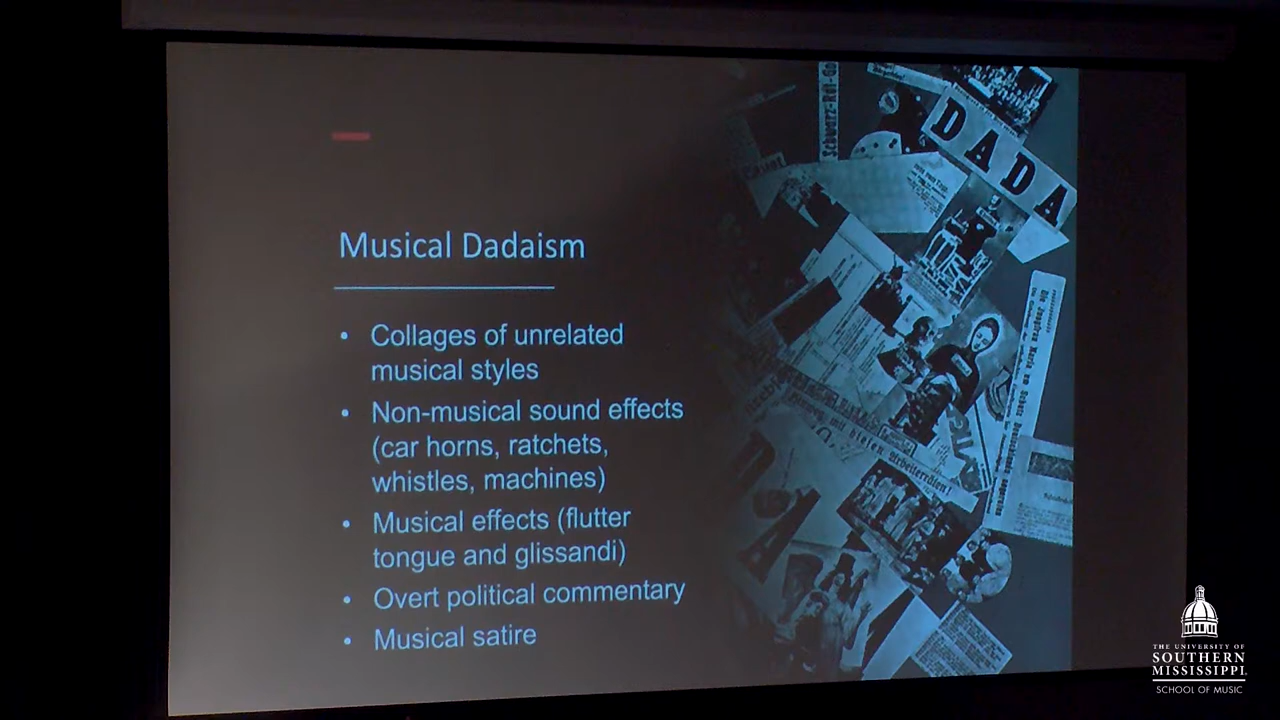 Musical Dadaism
• Collages of unrelated
musical styles
• Non-musical sound effects
(car horns, ratchets,
whistles, machines)
• Musical effects (flutter
tongue and glissandi)
• Overt political commentary
• Musical satire
DADA
THE UNIVERSITY OF
SOUTHERN
MISSISSIPPI
SCHOOL OF MUSIC